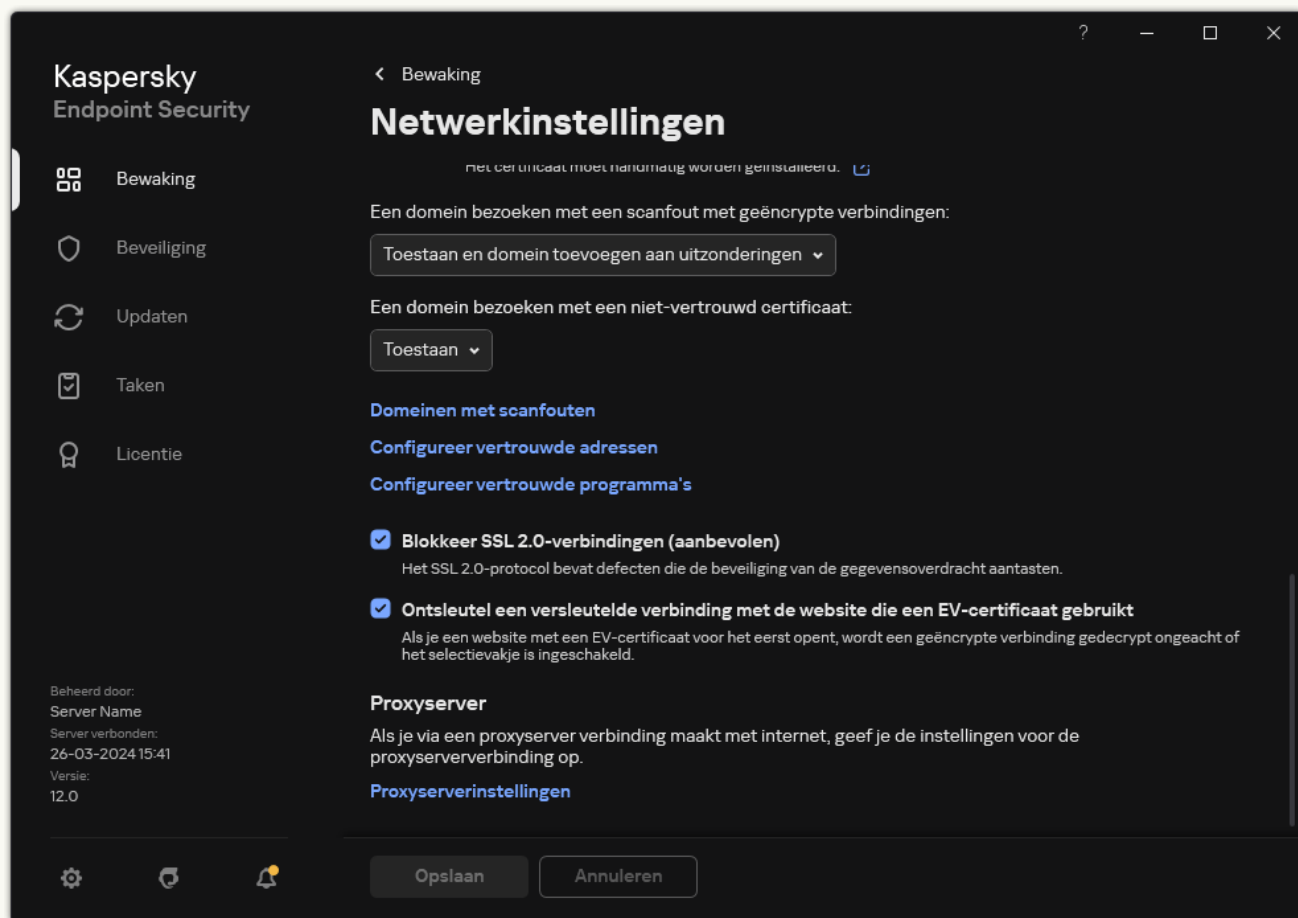 ?
Kaspersky
Endpoint Security
Bewaking
Beveiliging
Updaten
Taken
Licentie
Beheerd door:
Server Name
Server verbonden:
26-03-2024 15:41
Versie:
12.0
Bewaking
Netwerkinstellingen
Het certificaat moet handmatig worden geïnstalleerd.
Een domein bezoeken met een scanfout met geëncrypte verbindingen:
Toestaan en domein toevoegen aan uitzonderingen
Een domein bezoeken met een niet-vertrouwd certificaat:
Toestaan
Domeinen met scanfouten
Configureer vertrouwde adressen
Configureer vertrouwde programma's
Blokkeer SSL 2.0-verbindingen (aanbevolen)
Het SSL 2.0-protocol bevat defecten die de beveiliging van de gegevensoverdracht aantasten.
Ontsleutel een versleutelde verbinding met de website die een EV-certificaat gebruikt
Als je een website met een EV-certificaat voor het eerst opent, wordt een geëncrypte verbinding gedecrypt ongeacht of
het selectievakje is ingeschakeld.
Proxyserver
Als je via een proxyserver verbinding maakt met internet, geef je de instellingen voor de
proxyserververbinding op.
Proxyserverinstellingen
Opslaan
Annuleren